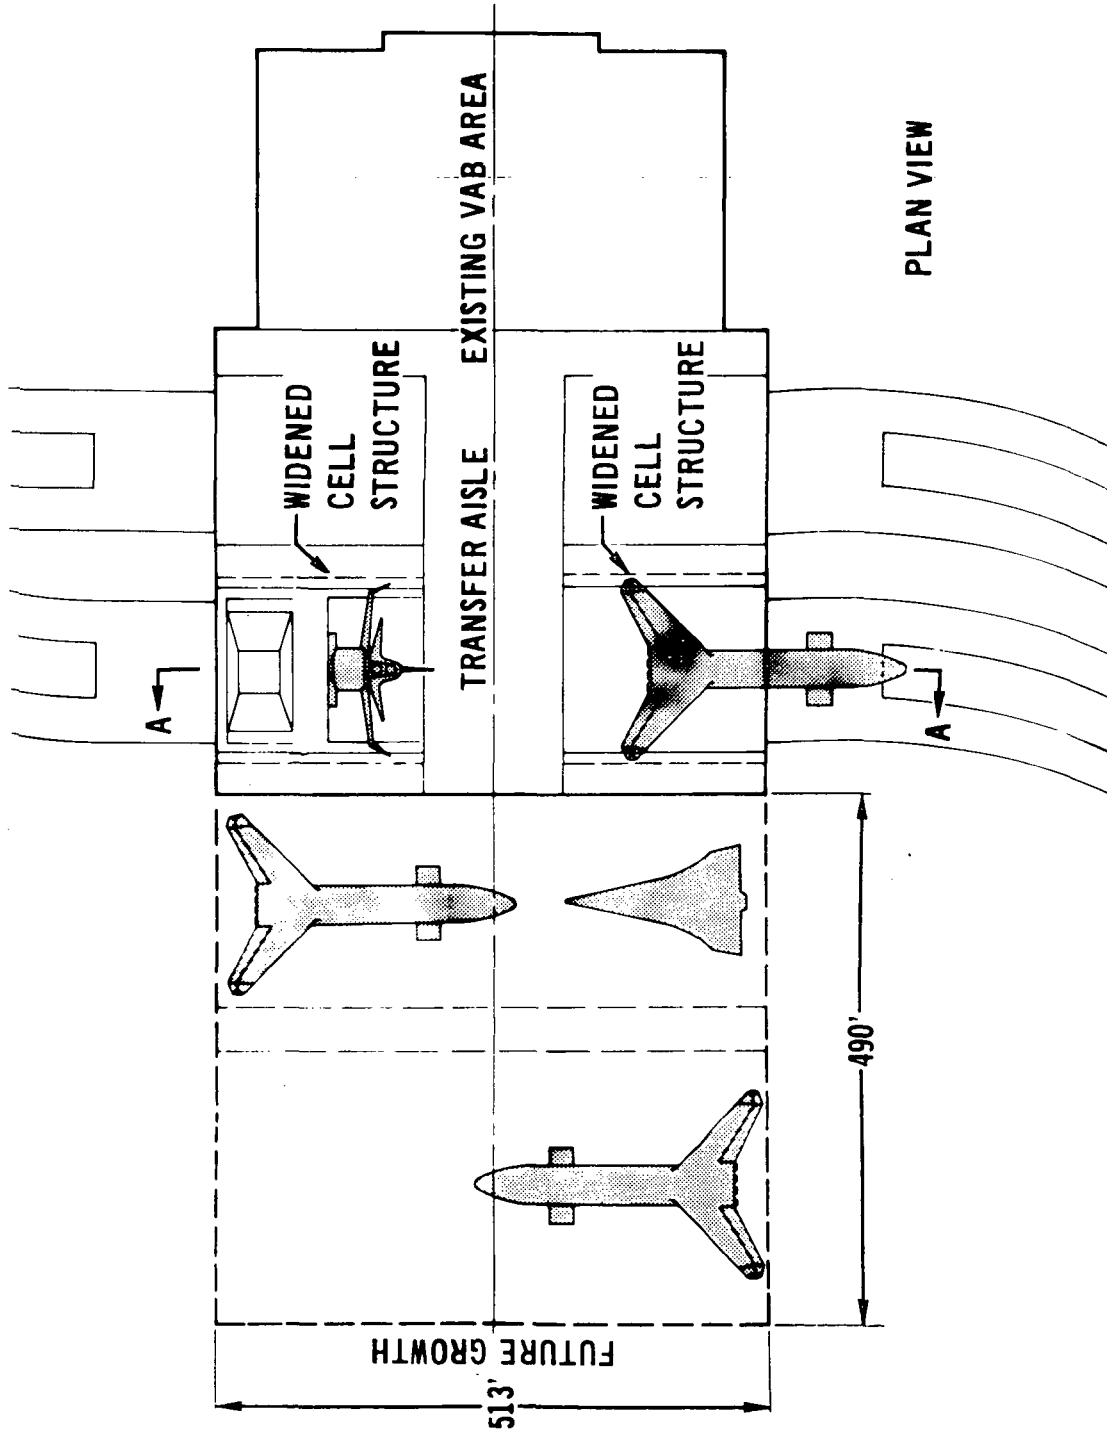 WIDENED
CELL
STRUCTURE
WIDENED
CELL
STRUCTURE
TRANSFER AISLE
EXISTING VAB AREA
PLAN VIEW
A
A
490'
513'
FUTURE GROWTH